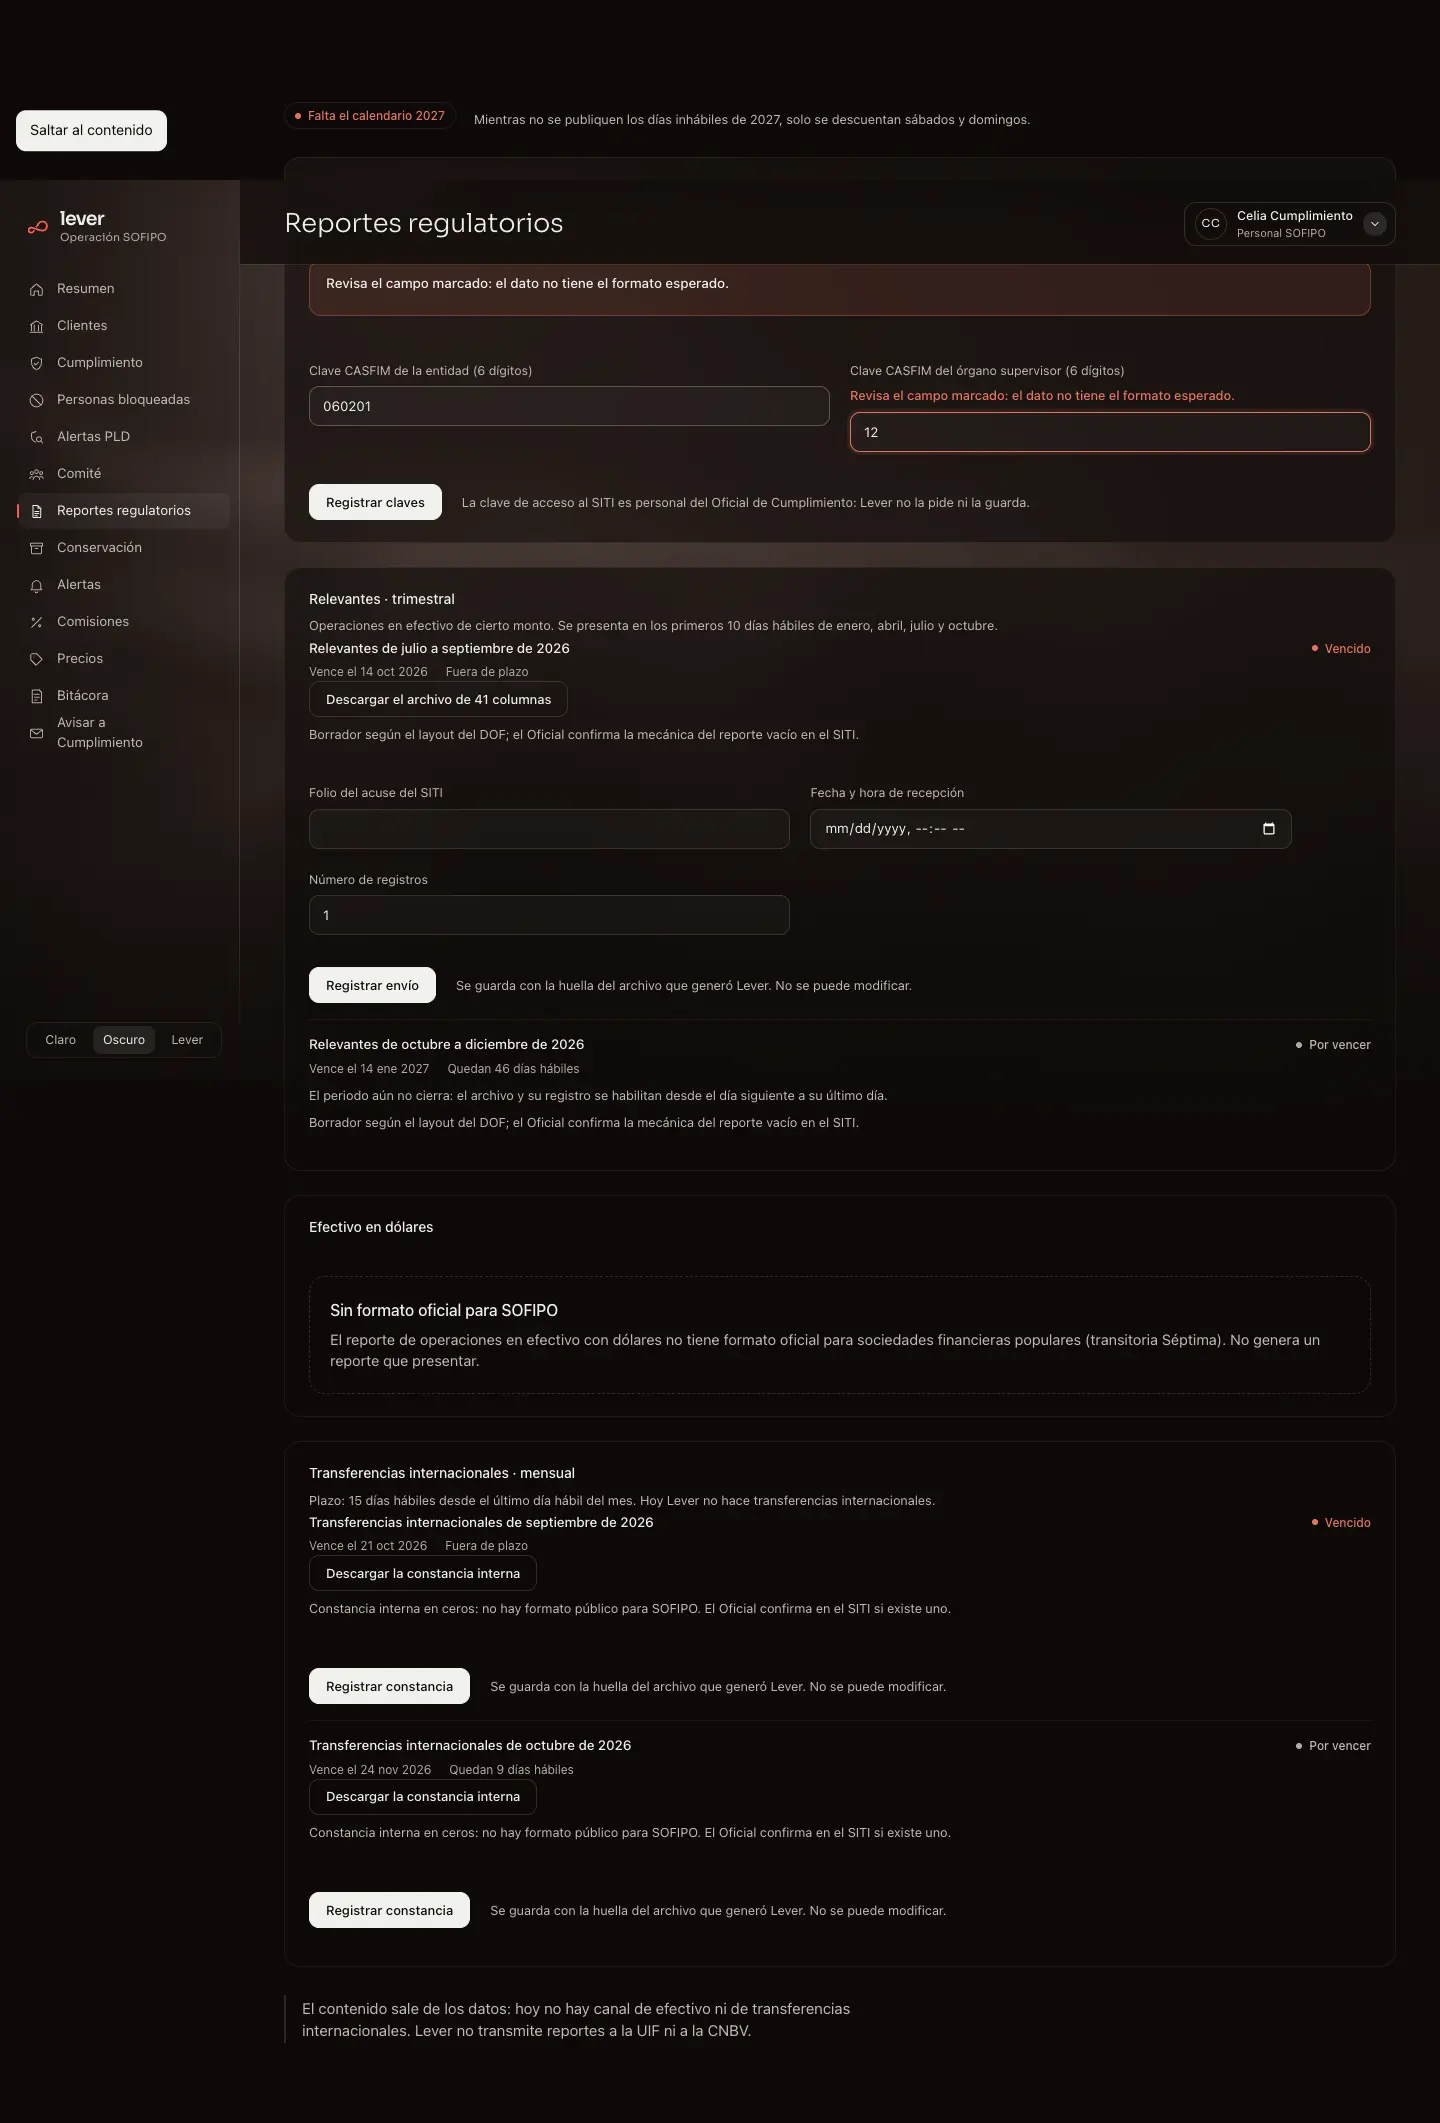 Falta el calendario 2027
Mientras no se publiquen los días inhábiles de 2027, solo se descuentan sábados y domingos.
Saltar al contenido
lever
Operación SOFIPO
Reportes regulatorios
CC
Celia Cumplimiento
Personal SOFIPO
Resumen
Clientes
Cumplimiento
Personas bloqueadas
Alertas PLD
Comité
Reportes regulatorios
Conservación
Alertas
Comisiones
Precios
Bitácora
Avisar a
Cumplimiento
Claro
Oscuro
Lever
Revisa el campo marcado: el dato no tiene el formato esperado.
Clave CASFIM de la entidad (6 dígitos)
060201
Clave CASFIM del órgano supervisor (6 dígitos)
Revisa el campo marcado: el dato no tiene el formato esperado.
12
Registrar claves
La clave de acceso al SITI es personal del Oficial de Cumplimiento: Lever no la pide ni la guarda.
Relevantes · trimestral
Operaciones en efectivo de cierto monto. Se presenta en los primeros 10 días hábiles de enero, abril, julio y octubre.
Relevantes de julio a septiembre de 2026
Vencido
Vence el 14 oct 2026
Fuera de plazo
Descargar el archivo de 41 columnas
Borrador según el layout del DOF; el Oficial confirma la mecánica del reporte vacío en el SITI.
Folio del acuse del SITI
Fecha y hora de recepción
mm/dd/yyyy, --:-- --
Número de registros
1
Registrar envío
Se guarda con la huella del archivo que generó Lever. No se puede modificar.
Relevantes de octubre a diciembre de 2026
Por vencer
Vence el 14 ene 2027
Quedan 46 días hábiles
El periodo aún no cierra: el archivo y su registro se habilitan desde el día siguiente a su último día.
Borrador según el layout del DOF; el Oficial confirma la mecánica del reporte vacío en el SITI.
Efectivo en dólares
Sin formato oficial para SOFIPO
El reporte de operaciones en efectivo con dólares no tiene formato oficial para sociedades financieras populares (transitoria Séptima). No genera un
reporte que presentar.
Transferencias internacionales · mensual
Plazo: 15 días hábiles desde el último día hábil del mes. Hoy Lever no hace transferencias internacionales.
Transferencias internacionales de septiembre de 2026
Vencido
Vence el 21 oct 2026
Fuera de plazo
Descargar la constancia interna
Constancia interna en ceros: no hay formato público para SOFIPO. El Oficial confirma en el SITI si existe uno.
Registrar constancia
Se guarda con la huella del archivo que generó Lever. No se puede modificar.
Transferencias internacionales de octubre de 2026
Por vencer
Vence el 24 nov 2026
Quedan 9 días hábiles
Descargar la constancia interna
Constancia interna en ceros: no hay formato público para SOFIPO. El Oficial confirma en el SITI si existe uno.
Registrar constancia
Se guarda con la huella del archivo que generó Lever. No se puede modificar.
El contenido sale de los datos: hoy no hay canal de efectivo ni de transferencias
internacionales. Lever no transmite reportes a la UIF ni a la CNBV.